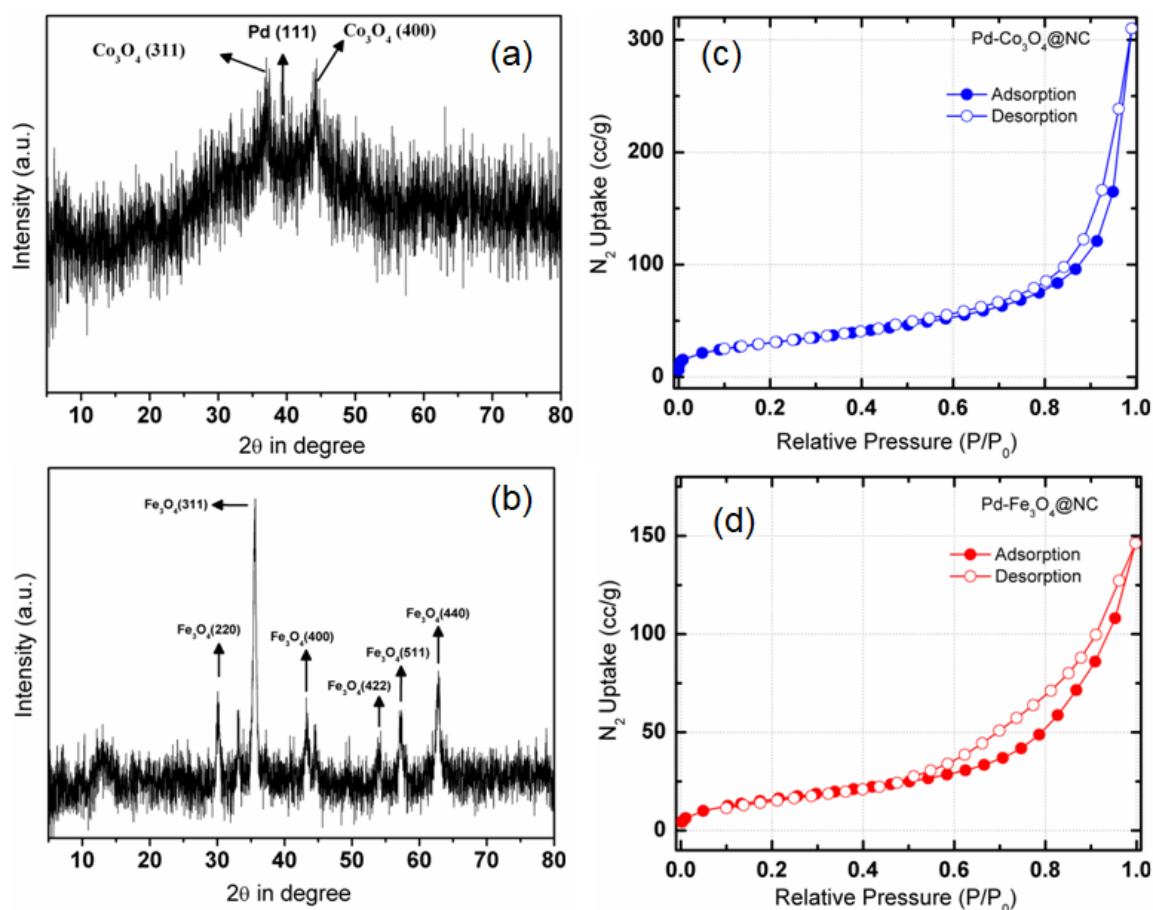 Co₃O₄ (311)
Pd (111)
Co₃O₄ (400)
(a)
Intensity (a.u.)
10 20 30 40 50 60 70 80
2θ in degree
(c)
Pd-Co₃O₄@NC
Adsorption
Desorption
N₂ Uptake (cc/g)
300
200
100
0
0.0 0.2 0.4 0.6 0.8 1.0
Relative Pressure (P/P₀)
(b)
Fe₃O₄(311)
Fe₃O₄(220)
Fe₃O₄(400)
Fe₃O₄(422)
Fe₃O₄(511)
Fe₃O₄(440)
Intensity (a.u.)
10 20 30 40 50 60 70 80
2θ in degree
(d)
Pd-Fe₃O₄@NC
Adsorption
Desorption
N₂ Uptake (cc/g)
150
100
50
0
0.0 0.2 0.4 0.6 0.8 1.0
Relative Pressure (P/P₀)